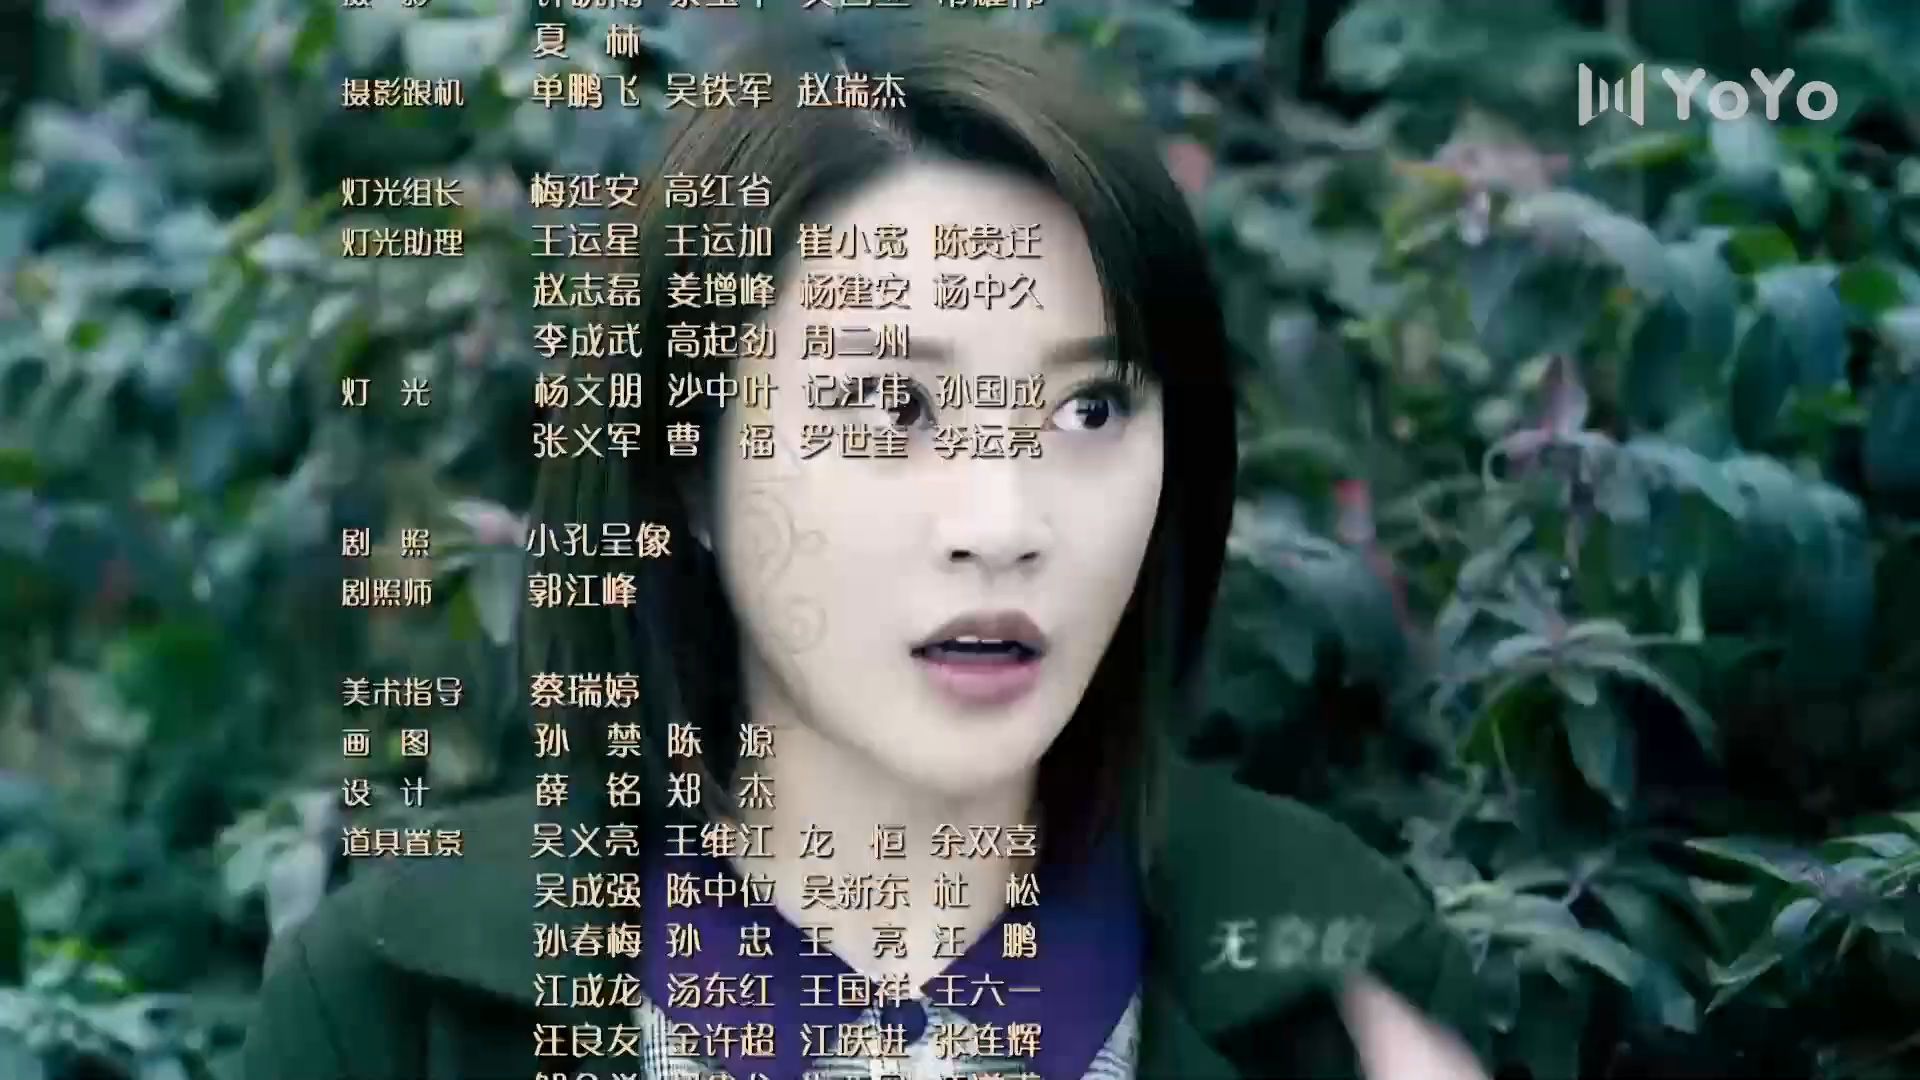 夏 林
YoYo
摄影跟机 单鹏飞 吴铁军 赵瑞杰
灯光组长 梅延安 高红省
灯光助理 王运星 王运加 崔小宽 陈贵迁
赵志磊 姜增峰 杨建安 杨中久
李成武 高起劲 周二州
灯 光 杨文朋 沙中叶 记江伟 孙国成
张义军 曹 福 罗世奎 李运亮
剧 照 小孔呈像
剧照师 郭江峰
美术指导 蔡瑞婷
画 图 孙 禁 陈 源
设 计 薛 铭 郑 杰
道具置景 吴义亮 王维江 龙 恒 余双喜
吴成强 陈中位 吴新东 杜 松
孙春梅 孙 忠 王 亮 汪 鹏
无
江成龙 汤东红 王国祥 王六一
汪良友 金许超 江跃进 张连辉